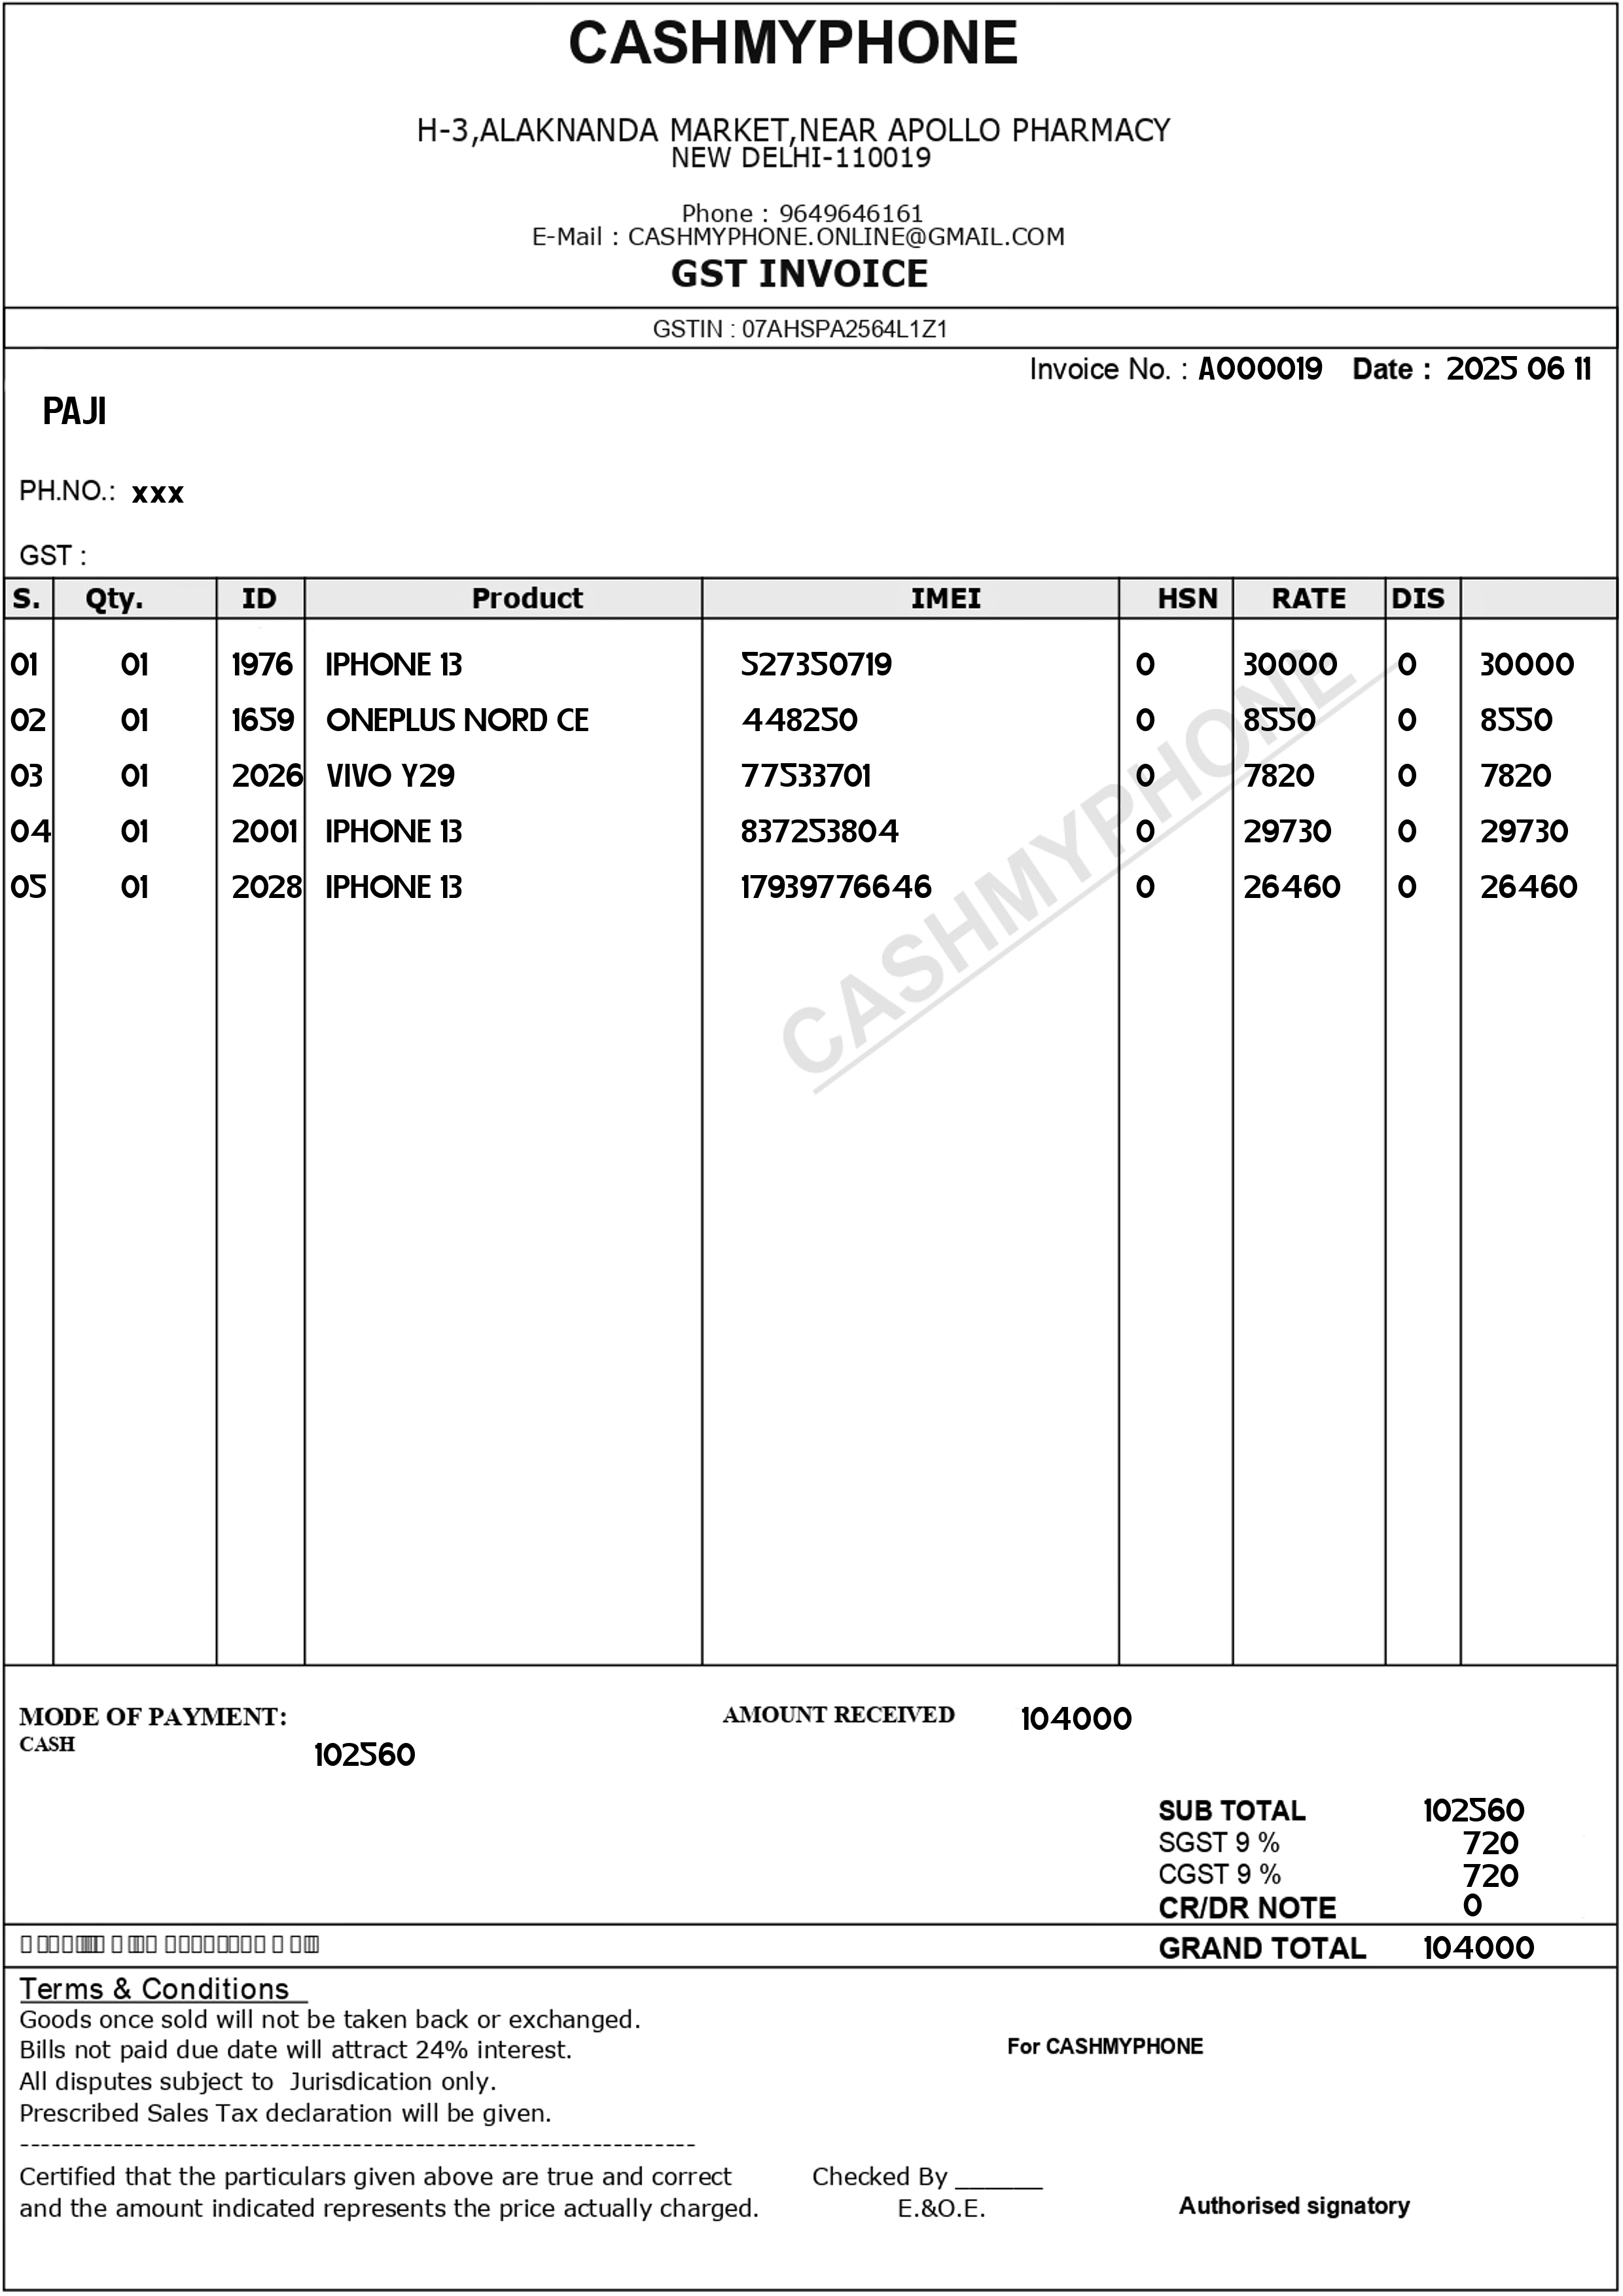 CASHMYPHONE
H-3,ALAKNANDA MARKET,NEAR APOLLO PHARMACY
NEW DELHI-110019
Phone : 9649646161
E-Mail : CASHMYPHONE.ONLINE@GMAIL.COM
GST INVOICE
GSTIN : 07AHSPA2564L1Z1
Invoice No. : A000019 Date : 2025 06 11
PAJI
PH.NO.: xxx
GST :
S. Qty. ID Product IMEI HSN RATE DIS
01 01 1976 IPHONE 13 527350719 0 30000 0 30000
02 01 1659 ONEPLUS NORD CE 448250 0 8550 0 8550
03 01 2026 VIVO Y29 77533701 0 7820 0 7820
04 01 2001 IPHONE 13 837253804 0 29730 0 29730
05 01 2028 IPHONE 13 17939776646 0 26460 0 26460
CASHMYPHONE
MODE OF PAYMENT: AMOUNT RECEIVED 104000
CASH 102560
SUB TOTAL 102560
SGST 9 % 720
CGST 9 % 720
CR/DR NOTE 0
GRAND TOTAL 104000
Terms & Conditions
Goods once sold will not be taken back or exchanged.
Bills not paid due date will attract 24% interest.
For CASHMYPHONE
All disputes subject to Jurisdication only.
Prescribed Sales Tax declaration will be given.
-----------------------------------------------------------------
Certified that the particulars given above are true and correct Checked By ______
and the amount indicated represents the price actually charged. E.&O.E. Authorised signatory